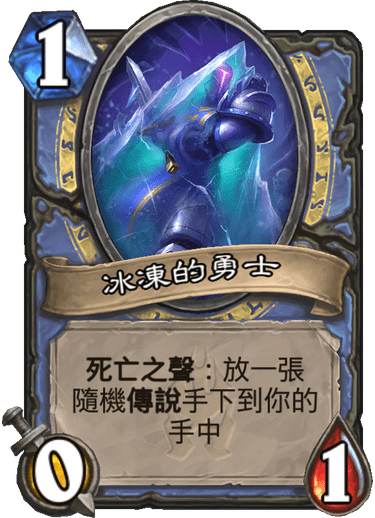 1
冰凍的勇士
死亡之聲：放一張
隨機傳說手下到你的
手中
0
1